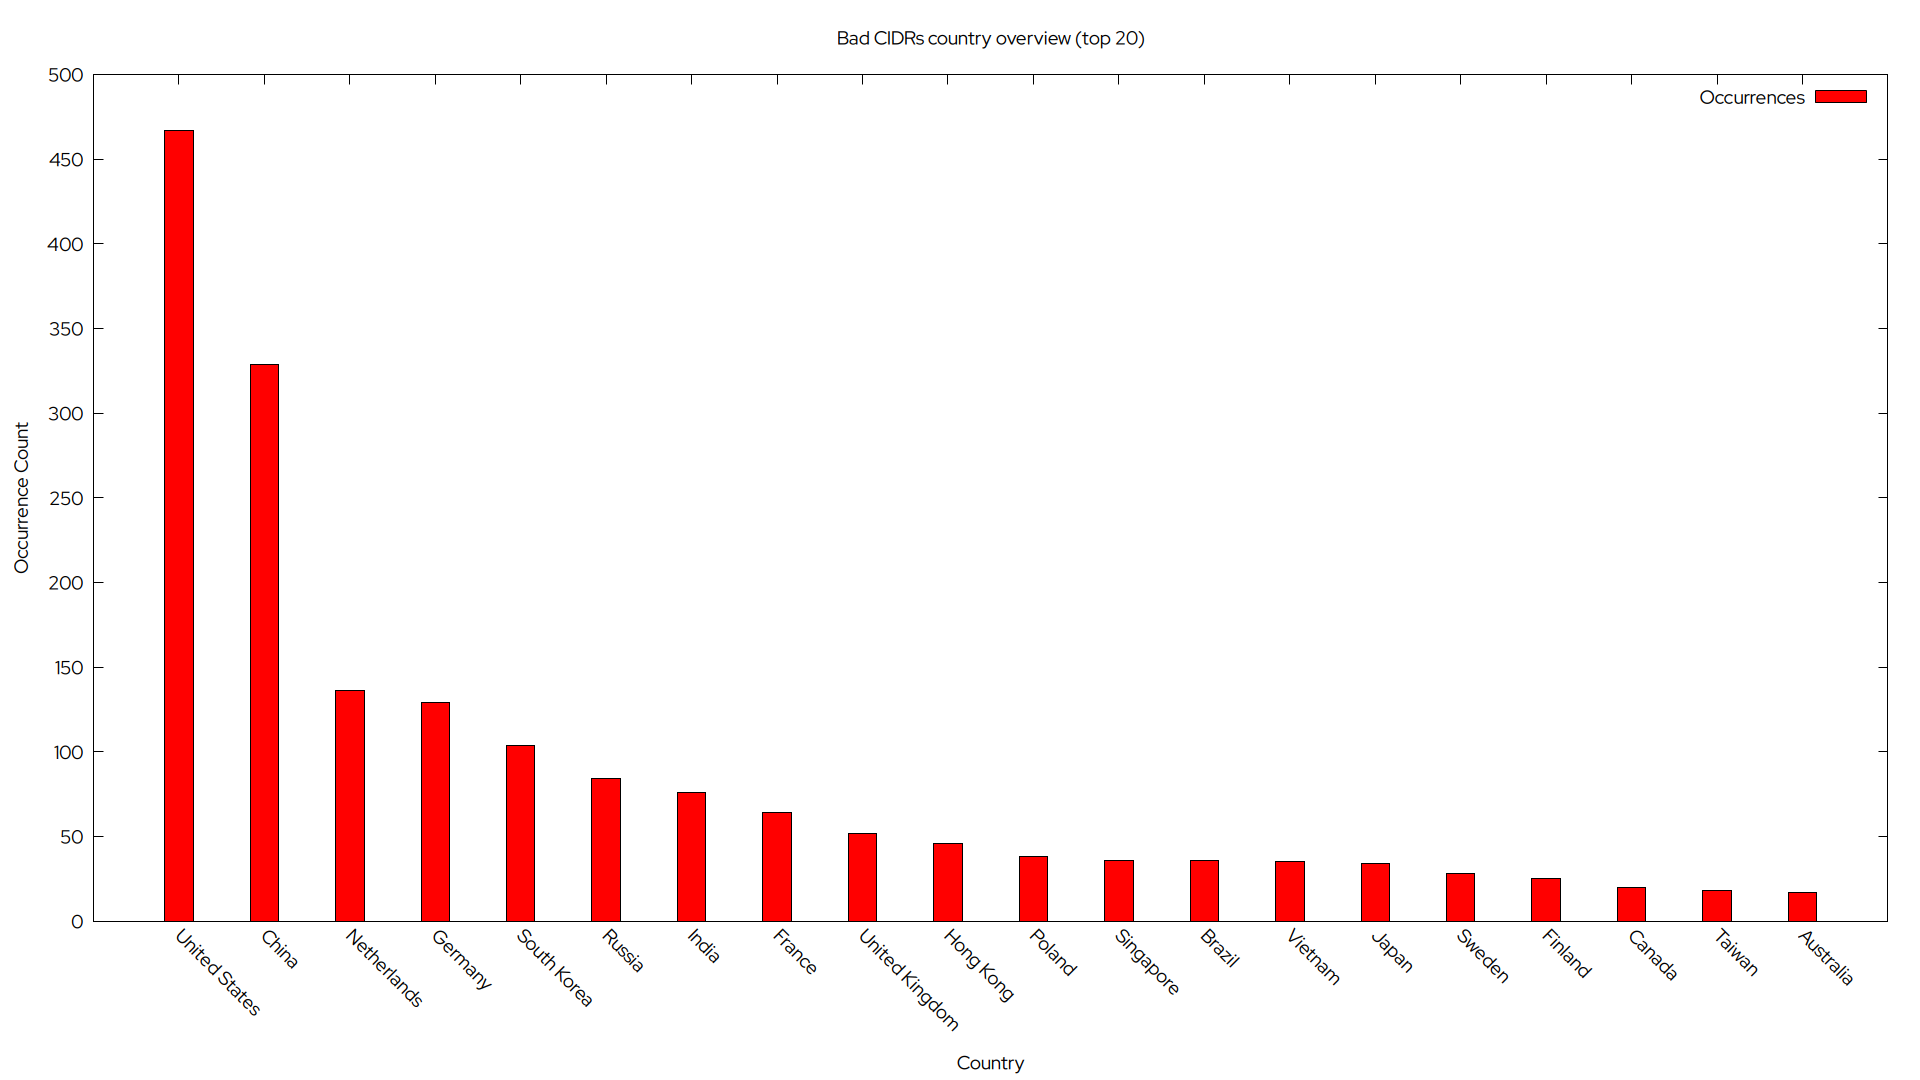 Bad CIDRs country overview (top 20)
Occurrences
500
450
400
350
300
250
200
150
100
50
0
Occurrence Count
United States
China
Netherlands
Germany
South Korea
Russia
India
France
United Kingdom
Hong Kong
Poland
Singapore
Brazil
Vietnam
Japan
Sweden
Finland
Canada
Taiwan
Australia
Country